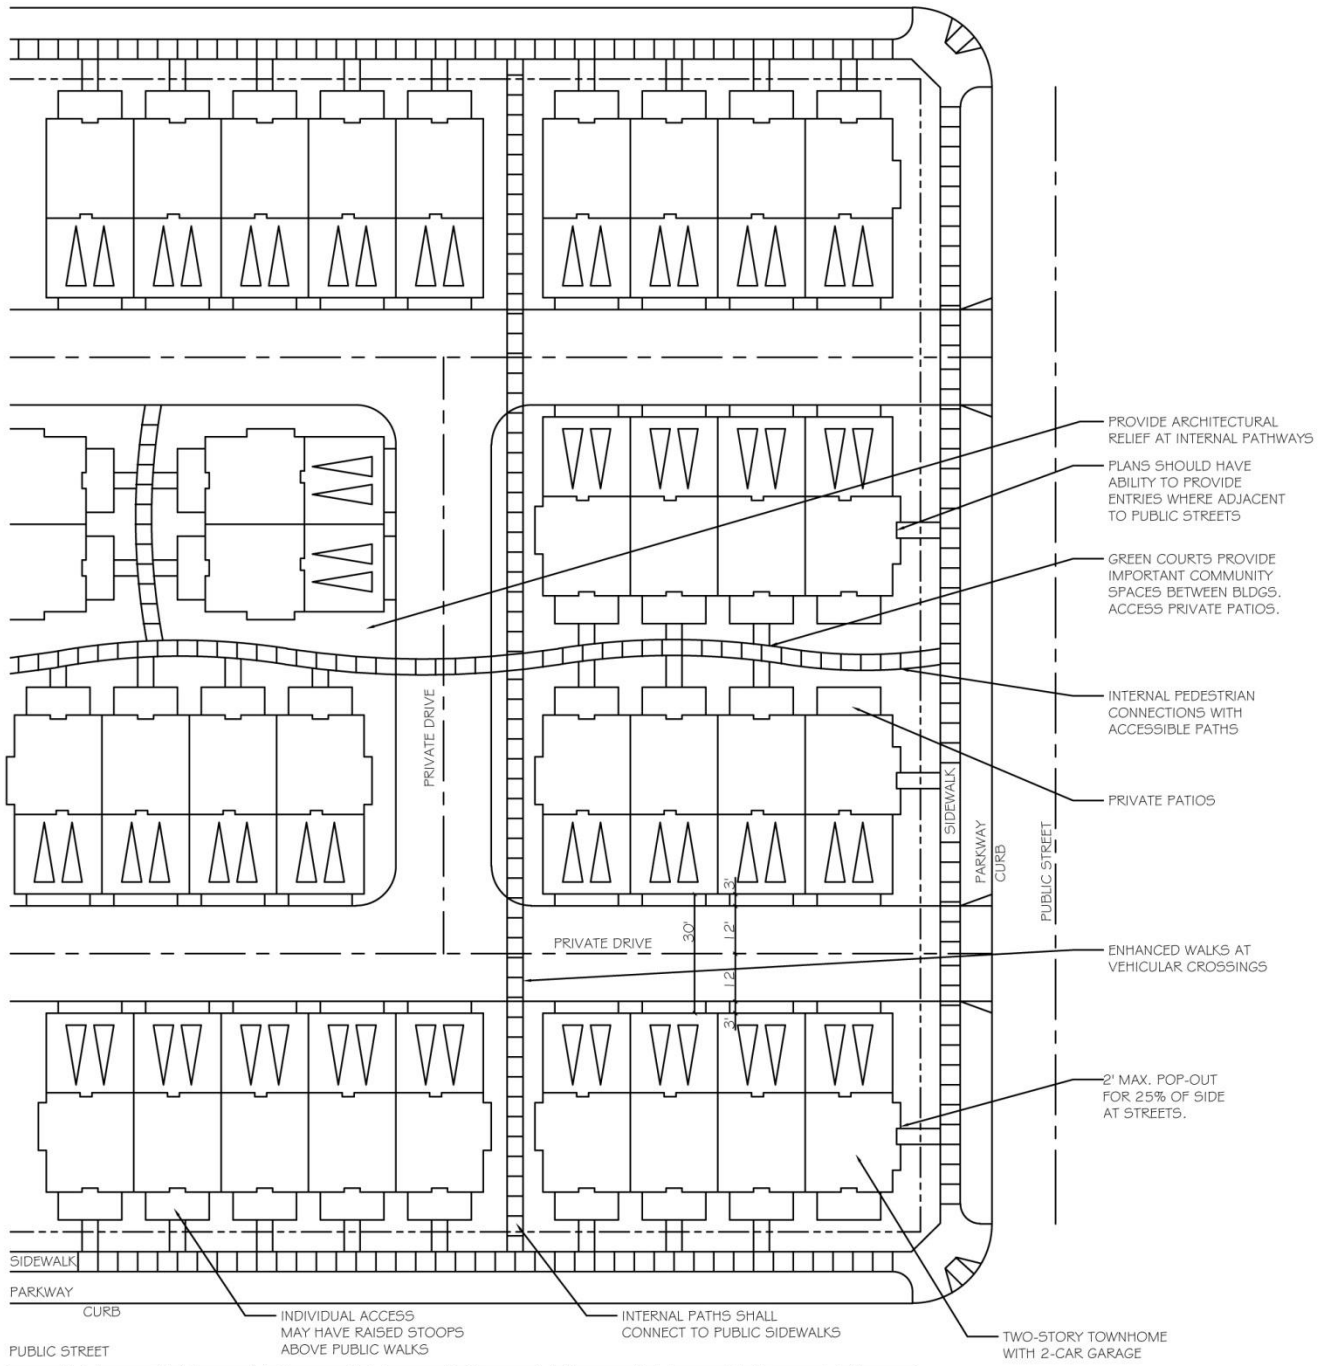 PROVIDE ARCHITECTURAL
RELIEF AT INTERNAL PATHWAYS
PLANS SHOULD HAVE
ABILITY TO PROVIDE
ENTRIES WHERE ADJACENT
TO PUBLIC STREETS
GREEN COURTS PROVIDE
IMPORTANT COMMUNITY
SPACES BETWEEN BLDGS.
ACCESS PRIVATE PATIOS.
INTERNAL PEDESTRIAN
CONNECTIONS WITH
ACCESSIBLE PATHS
PRIVATE DRIVE
PRIVATE PATIOS
SIDEWALK
PARKWAY
CURB
PUBLIC STREET
3'
30'
12'
PRIVATE DRIVE
12'
3'
ENHANCED WALKS AT
VEHICULAR CROSSINGS
2' MAX. POP-OUT
FOR 25% OF SIDE
AT STREETS.
SIDEWALK
PARKWAY
CURB
PUBLIC STREET
INDIVIDUAL ACCESS
MAY HAVE RAISED STOOPS
ABOVE PUBLIC WALKS
INTERNAL PATHS SHALL
CONNECT TO PUBLIC SIDEWALKS
TWO-STORY TOWNHOME
WITH 2-CAR GARAGE